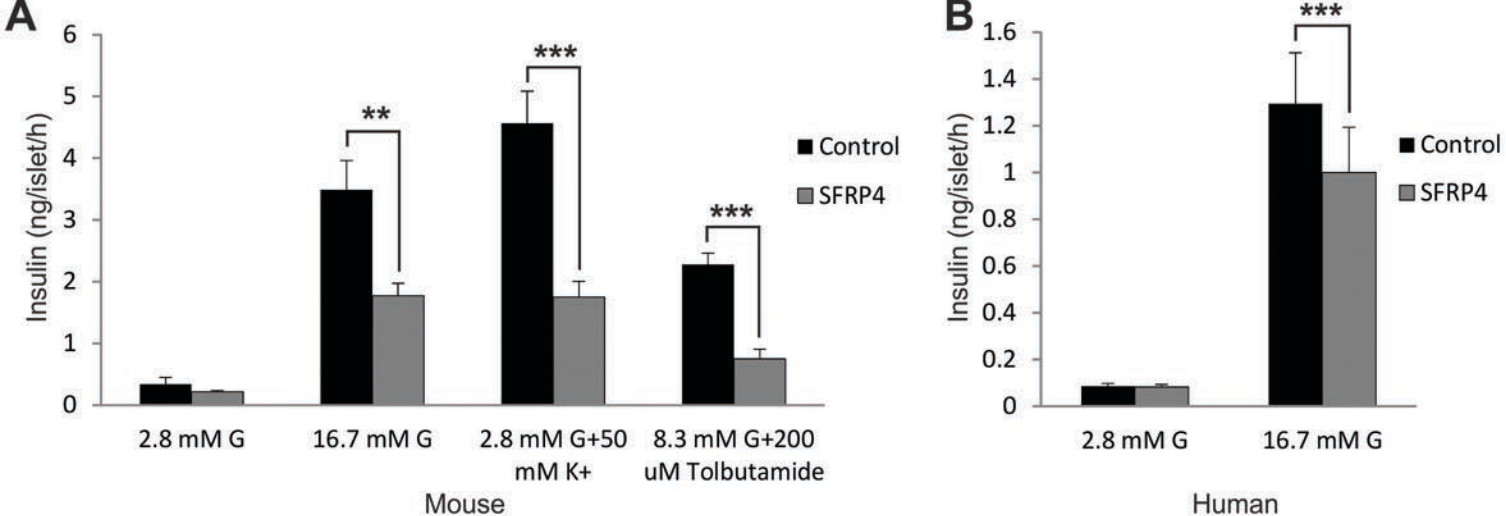 A
6
5
4
3
2
1
0
Insulin (ng/islet/h)
**
***
***
Control
SFRP4
2.8 mM G
16.7 mM G
2.8 mM G+50
mM K+
8.3 mM G+200
uM Tolbutamide
Mouse
B
1.6
1.4
1.2
1
0.8
0.6
0.4
0.2
0
Insulin (ng/islet/h)
***
Control
SFRP4
2.8 mM G
16.7 mM G
Human